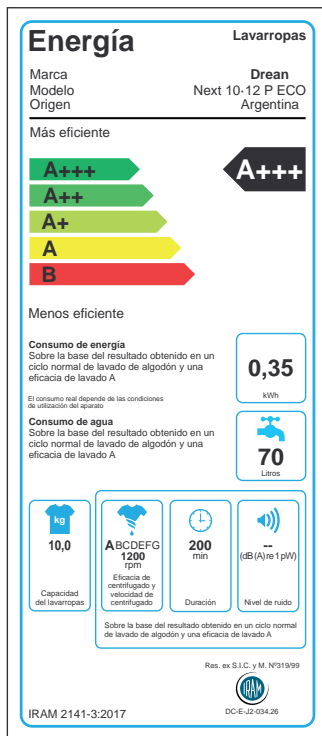 Energía Lavarropas
Marca Drean
Modelo Next 10·12 P ECO
Origen Argentina
Más eficiente
A+++ A+++
A++
A+
A
B
Menos eficiente
Consumo de energía
Sobre la base del resultado obtenido en un
ciclo normal de lavado de algodón y una
eficacia de lavado A
El consumo real depende de las condiciones
de utilización del aparato
0,35
kWh
Consumo de agua
Sobre la base del resultado obtenido en un
ciclo normal de lavado de algodón y una
eficacia de lavado A
70
Litros
kg
10,0
Capacidad
del lavarropas
ABCDEFG
1200
rpm
Eficacia de
centrifugado y
velocidad de
centrifugado
200
min
Duración
--
(dB(A)re1pW)
Nivel de ruido
Sobre la base del resultado obtenido en un ciclo normal
de lavado de algodón y una eficacia de lavado A
Res. ex S.I.C. y M. Nº319/99
IRAM
IRAM 2141-3:2017 DC-E-J2-034.26